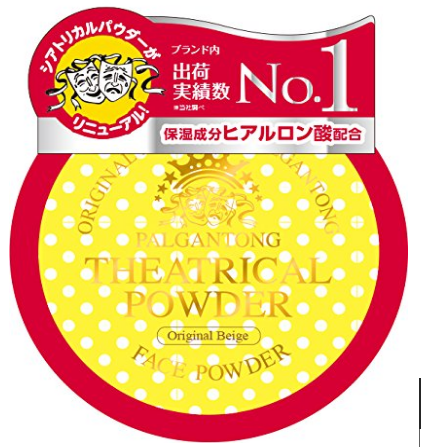 シアトリカルパウダーが
リニューアル!
ブランド内
出荷
実績数
※当社調べ
No.1
保湿成分ヒアルロン酸配合
ORIGINAL
PALGANTONG
PALGANTONG
THEATRICAL
POWDER
Original Beige
FACE POWDER